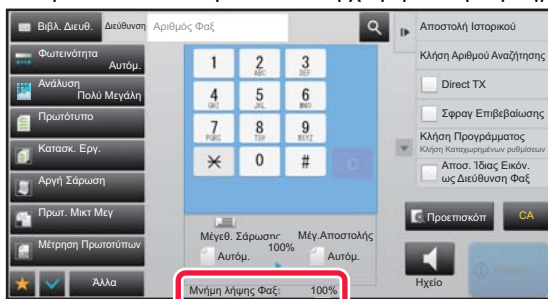 Βιβλ. Διευθ.
Διεύθυνση
Αριθμός Φαξ
Φωτεινότητα
Αυτόμ.
Ανάλυση
Πολύ Μεγάλη
Πρωτότυπο
Κατασκ. Εργ.
Αργή Σάρωση
Πρωτ. Μικτ Μεγ
Μέτρηση Πρωτοτύπων
Άλλα
1
2
ABC
3
DEF
4
GHI
5
JKL
6
MNO
7
PQRS
8
TUV
9
WXYZ
0
#
Μέγεθ. Σάρωσης
Μέγ.Αποστολής
100%
Αυτόμ.
Αυτόμ.
Μνήμη λήψης Φαξ:
100%
Αποστολή Ιστορικού
Κλήση Αριθμού Αναζήτησης
Direct TX
Σφραγ Επιβεβαίωσης
Κλήση Προγράμματος
Κλήση Καταχωρημένων ρυθμίσεων
Αποσ. Ίδιας Εικόν.
ως Διεύθυνση Φαξ
Προεπισκόπ
CA
Ηχείο
Έναρξη